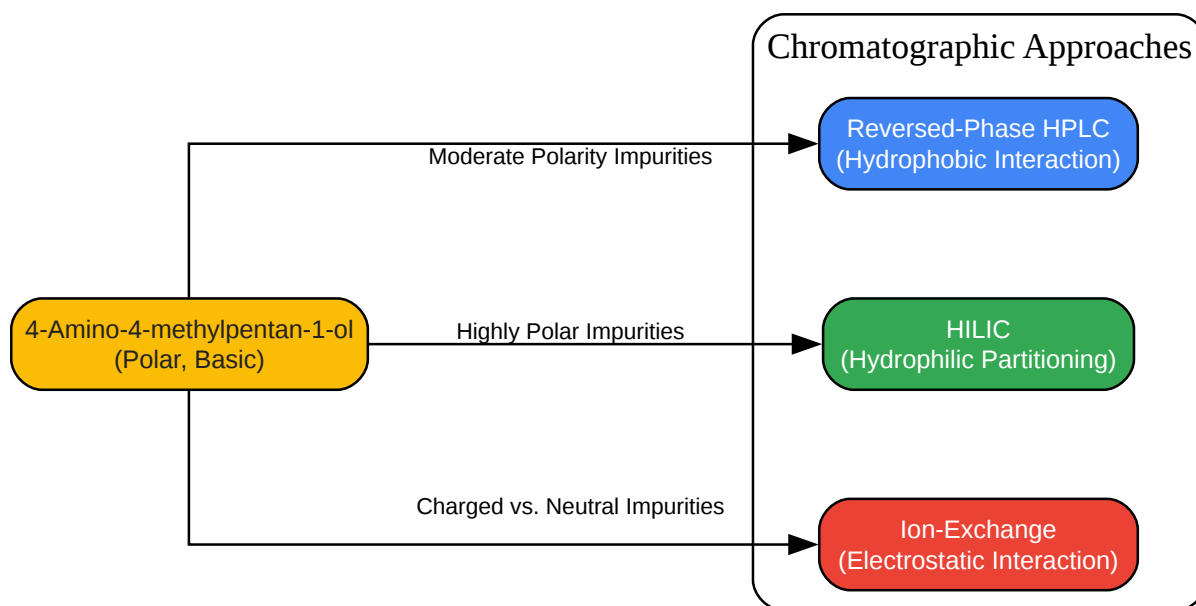 Chromatographic Approaches
Reversed-Phase HPLC
(Hydrophobic Interaction)
Moderate Polarity Impurities
4-Amino-4-methylpentan-1-ol
(Polar, Basic)
Highly Polar Impurities
HILIC
(Hydrophilic Partitioning)
Charged vs. Neutral Impurities
Ion-Exchange
(Electrostatic Interaction)